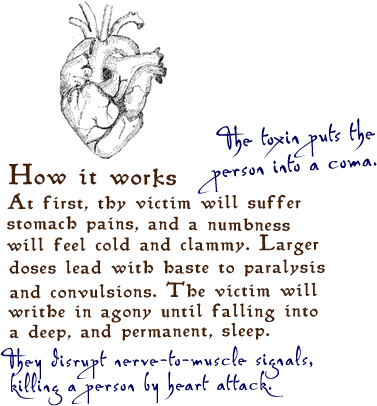 The toxin puts the
person into a coma.
How it works
At first, thy victim will suffer
stomach pains, and a numbness
will feel cold and clammy. Larger
doses lead with haste to paralysis
and convulsions. The victim will
writhe in agony until falling into
a deep, and permanent, sleep.
They disrupt nerve-to-muscle signals,
killing a person by heart attack.